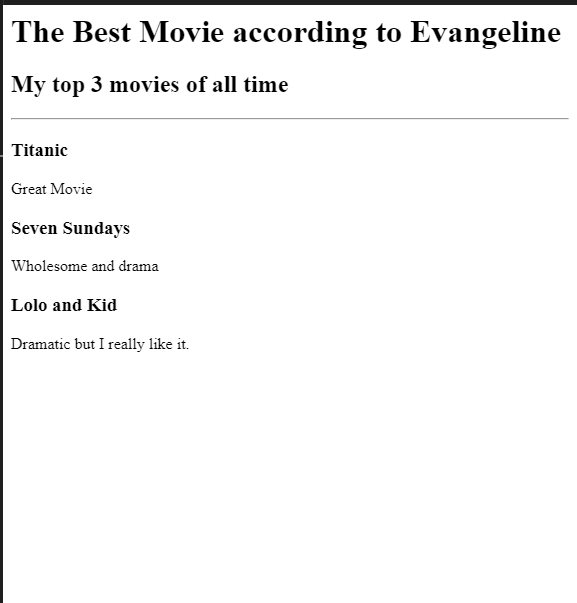 The Best Movie according to Evangeline
My top 3 movies of all time
Titanic
Great Movie
Seven Sundays
Wholesome and drama
Lolo and Kid
Dramatic but I really like it.